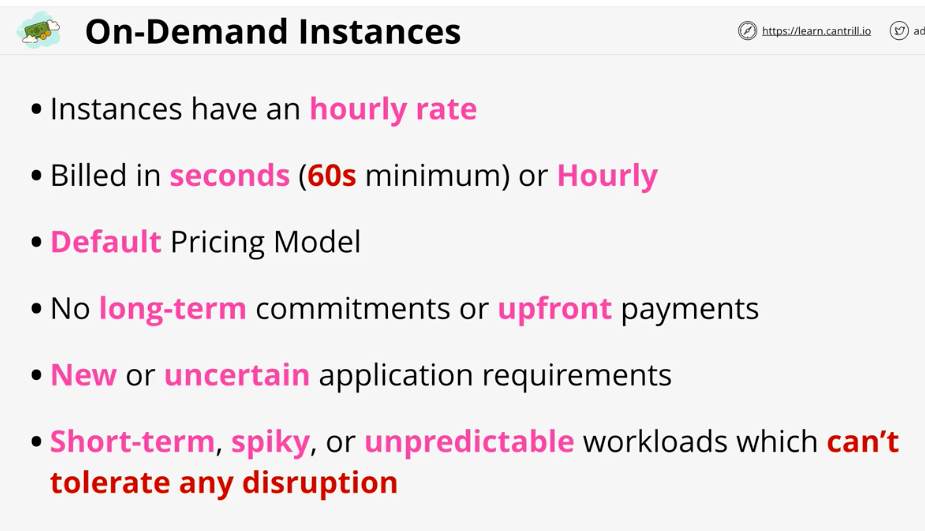 On-Demand Instances
https://learn.cantrill.io
ad
• Instances have an hourly rate
• Billed in seconds (60s minimum) or Hourly
• Default Pricing Model
• No long-term commitments or upfront payments
• New or uncertain application requirements
• Short-term, spiky, or unpredictable workloads which can't
tolerate any disruption